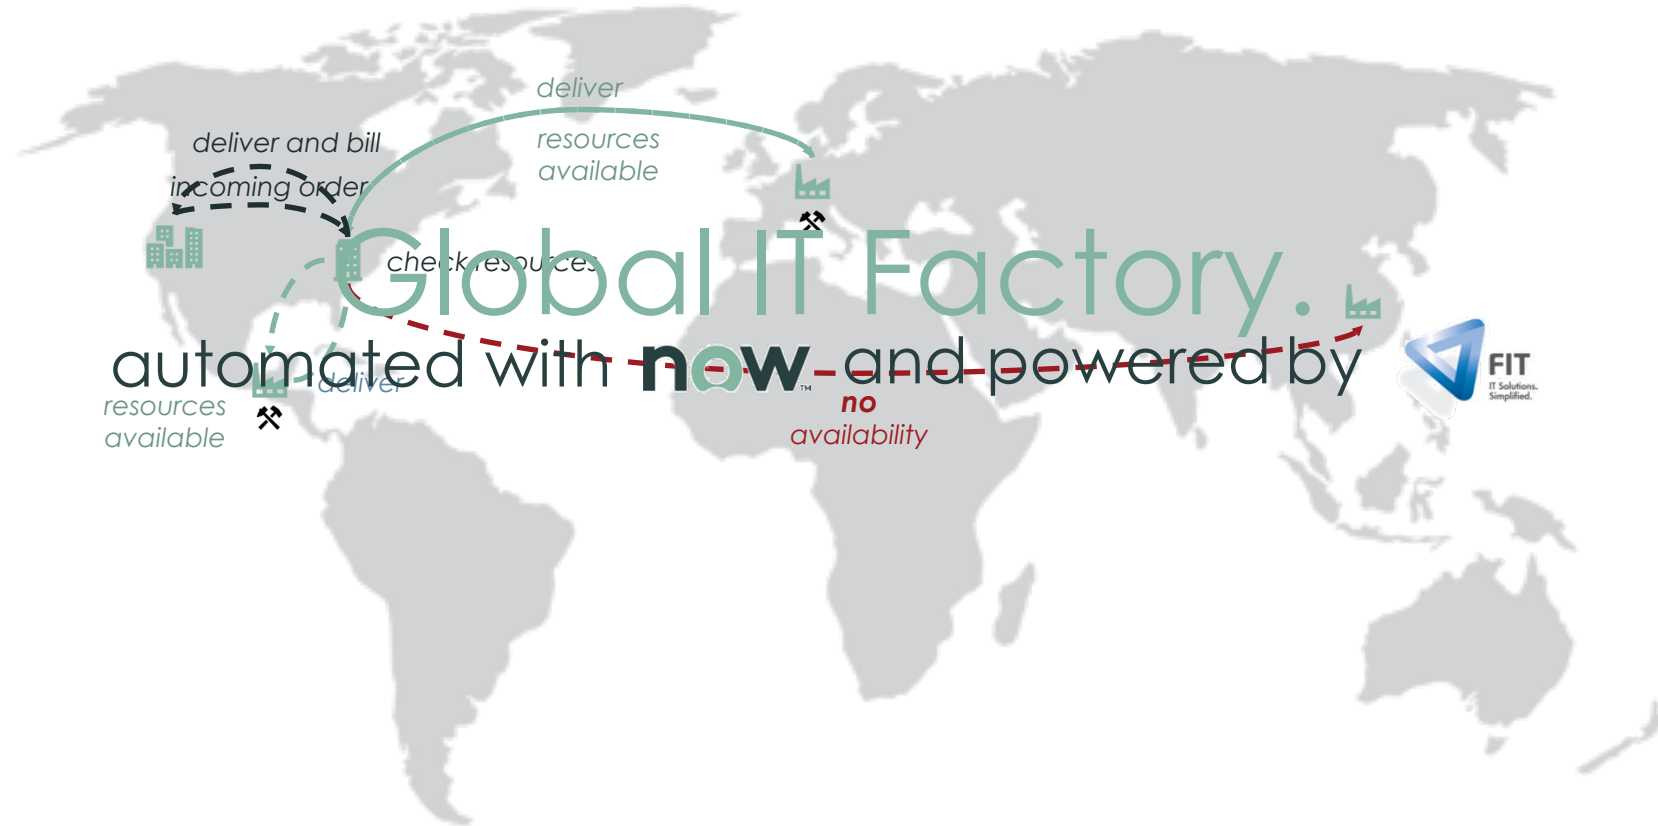 deliver
deliver and bill
resources
available
incoming order
check resources
Global IT Factory.
automated with now™ and powered by
FIT
IT Solutions.
Simplified.
deliver
resources
available
no
availability